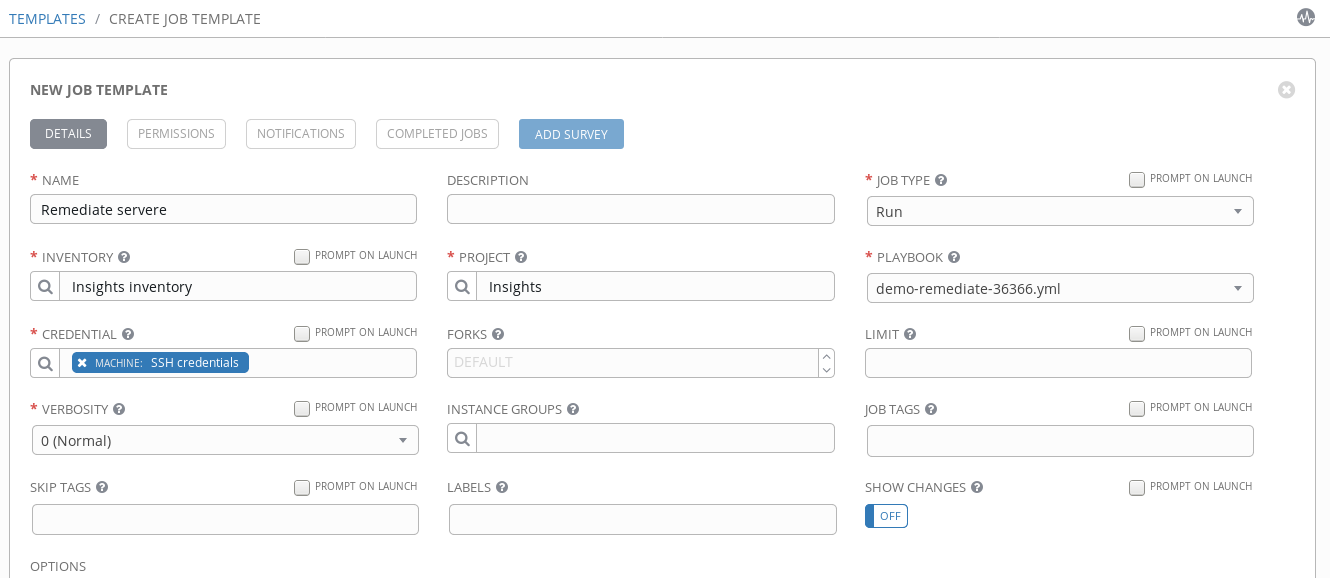 TEMPLATES / CREATE JOB TEMPLATE
NEW JOB TEMPLATE
DETAILS PERMISSIONS NOTIFICATIONS COMPLETED JOBS ADD SURVEY
* NAME DESCRIPTION * JOB TYPE ? PROMPT ON LAUNCH
Remediate servere Run
* INVENTORY ? PROMPT ON LAUNCH * PROJECT ? * PLAYBOOK ?
Insights inventory Insights demo-remediate-36366.yml
* CREDENTIAL ? PROMPT ON LAUNCH FORKS ? LIMIT ? PROMPT ON LAUNCH
MACHINE: SSH credentials DEFAULT
* VERBOSITY ? PROMPT ON LAUNCH INSTANCE GROUPS ? JOB TAGS ? PROMPT ON LAUNCH
0 (Normal)
SKIP TAGS ? PROMPT ON LAUNCH LABELS ? SHOW CHANGES ? PROMPT ON LAUNCH
OFF
OPTIONS